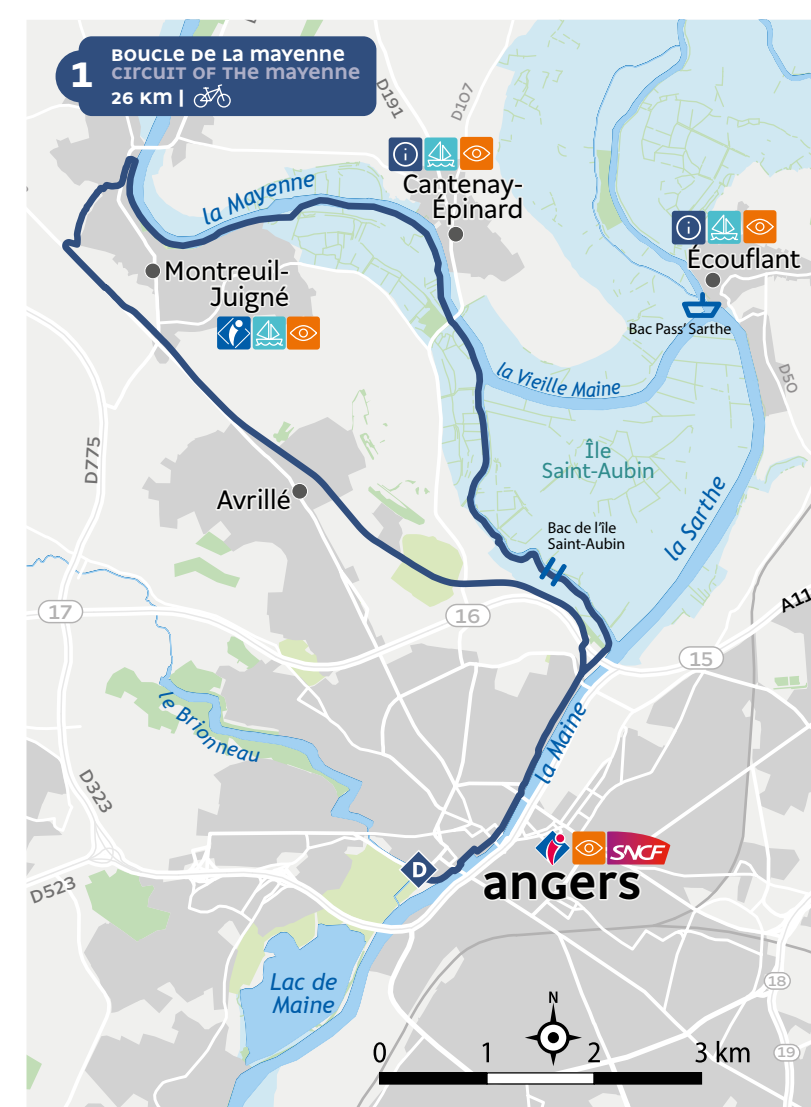 1
BOUCLE DE La mayenne
CIRCUIT OF THE mayenne
26 Km |
D191
D107
la Mayenne
Cantenay-
Épinard
Écouflant
Montreuil-
Juigné
Bac Pass' Sarthe
la Vieille Maine
D50
Île
Saint-Aubin
D775
Avrillé
la Sarthe
Bac de l'île
Saint-Aubin
A11
17
16
15
le Brionneau
la Maine
D323
D
SNCF
angers
D523
Lac de
Maine
18
N
0 1 2 3 km
19